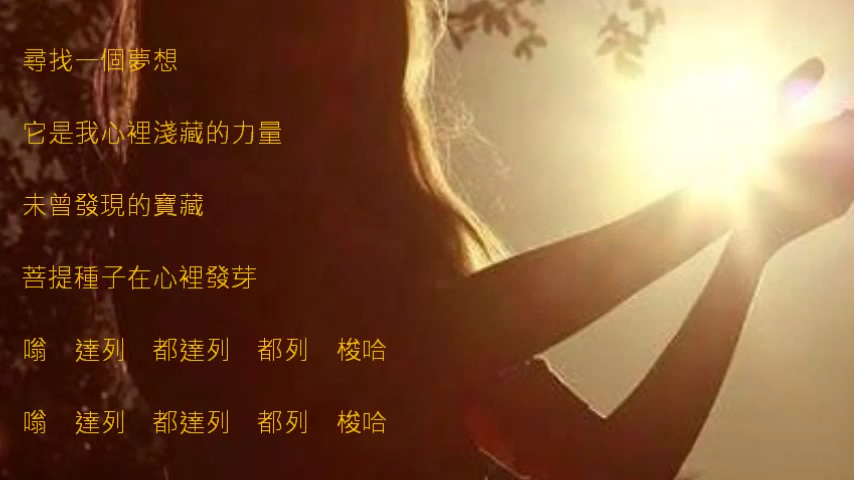 尋找一個夢想
它是我心裡淺藏的力量
未曾發現的寶藏
菩提種子在心裡發芽
嗡　達列　都達列　都列　梭哈
嗡　達列　都達列　都列　梭哈